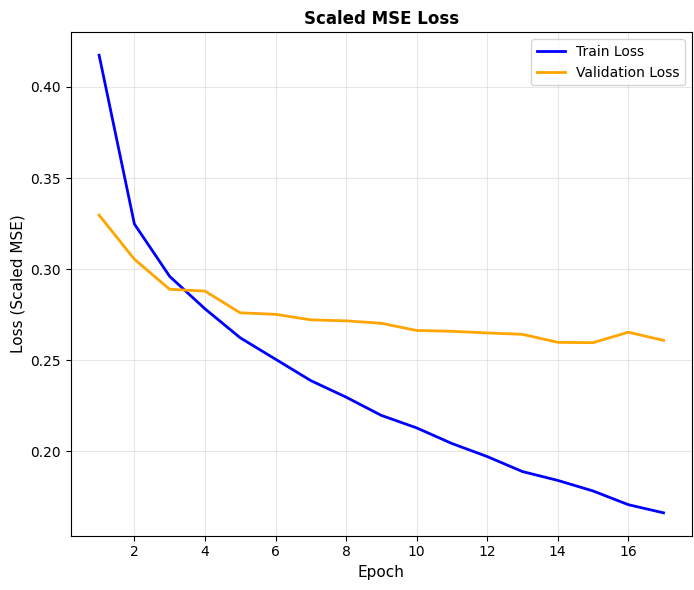 Scaled MSE Loss
Train Loss
Validation Loss
Loss (Scaled MSE)
0.40
0.35
0.30
0.25
0.20
2 4 6 8 10 12 14 16
Epoch